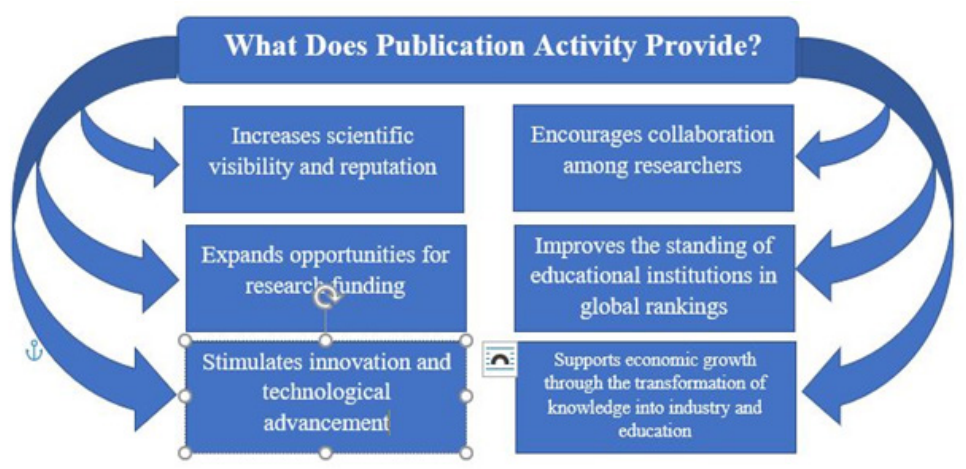 What Does Publication Activity Provide?
Increases scientific
visibility and reputation
Encourages collaboration
among researchers
Expands opportunities for
research funding
Improves the standing of
educational institutions in
global rankings
Stimulates innovation and
technological
advancement
Supports economic growth
through the transformation of
knowledge into industry and
education